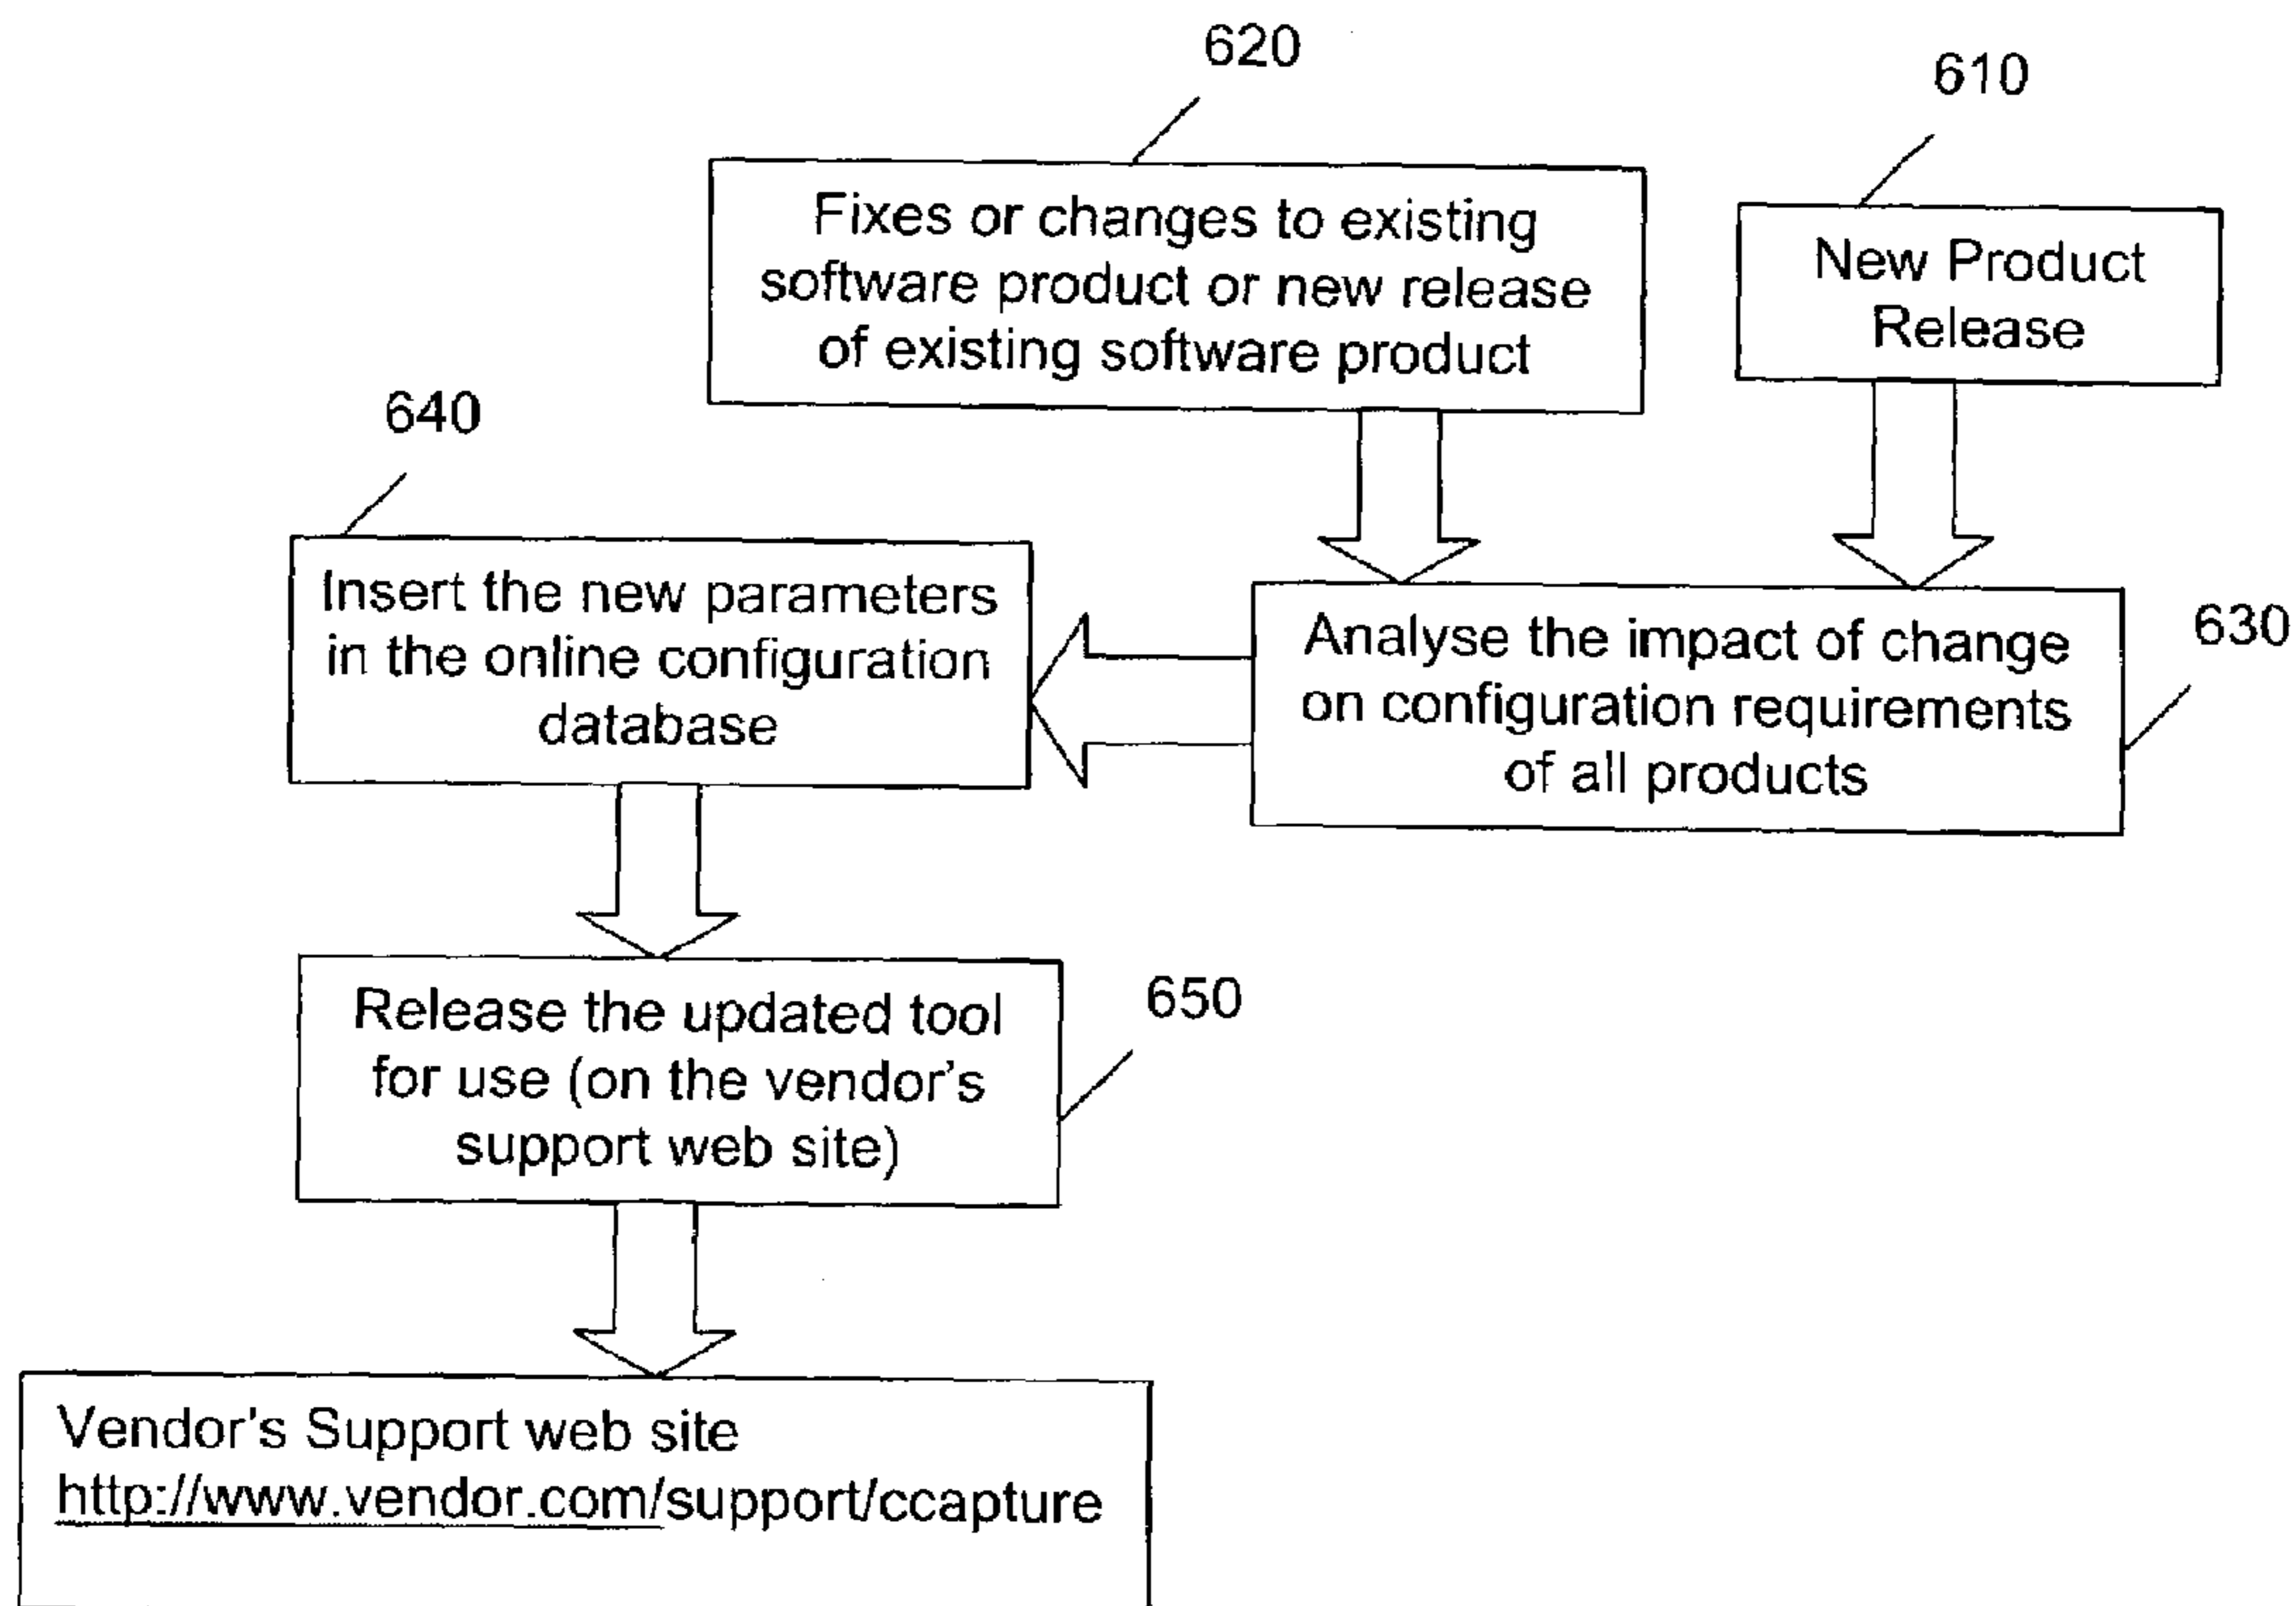 620
610
Fixes or changes to existing
software product or new release
of existing software product
New Product
Release
640
Insert the new parameters
in the online configuration
database
Analyse the impact of change
on configuration requirements
of all products
630
Release the updated tool
for use (on the vendor's
support web site)
650
Vendor's Support web site
http://www.vendor.com/support/ccapture